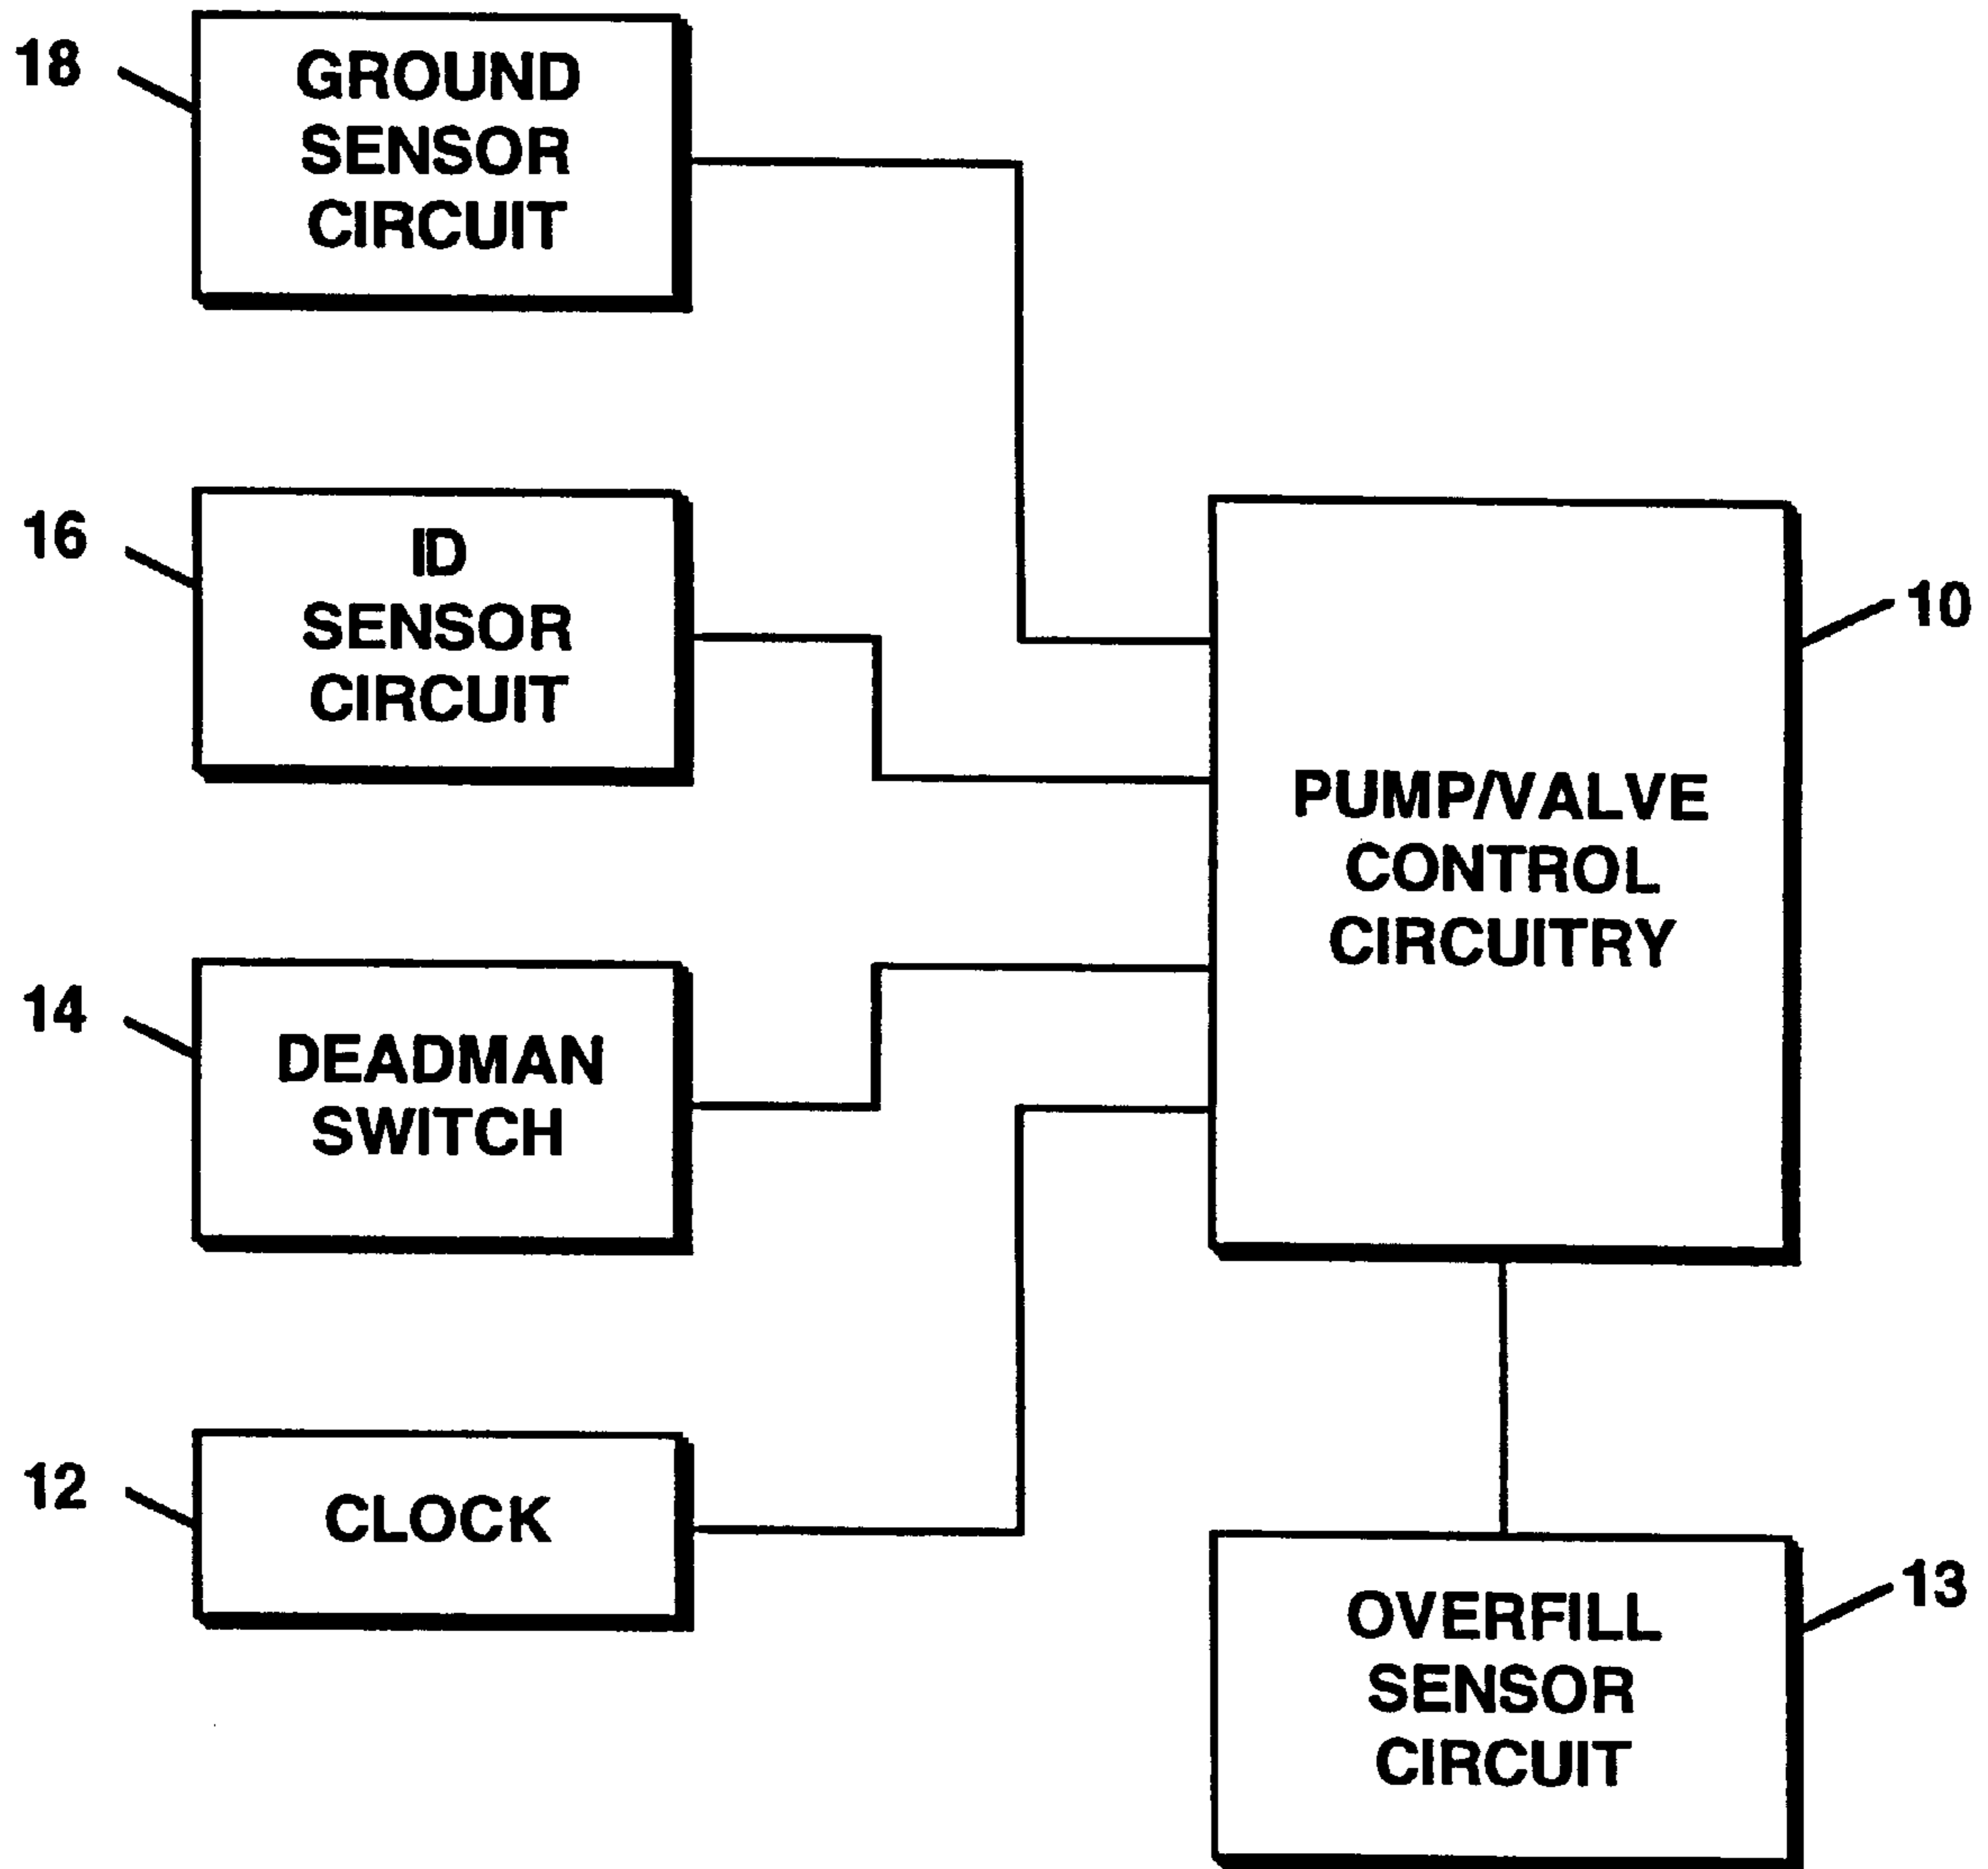 18
GROUND
SENSOR
CIRCUIT
16
ID
SENSOR
CIRCUIT
10
PUMP/VALVE
CONTROL
CIRCUITRY
14
DEADMAN
SWITCH
12
CLOCK
13
OVERFILL
SENSOR
CIRCUIT